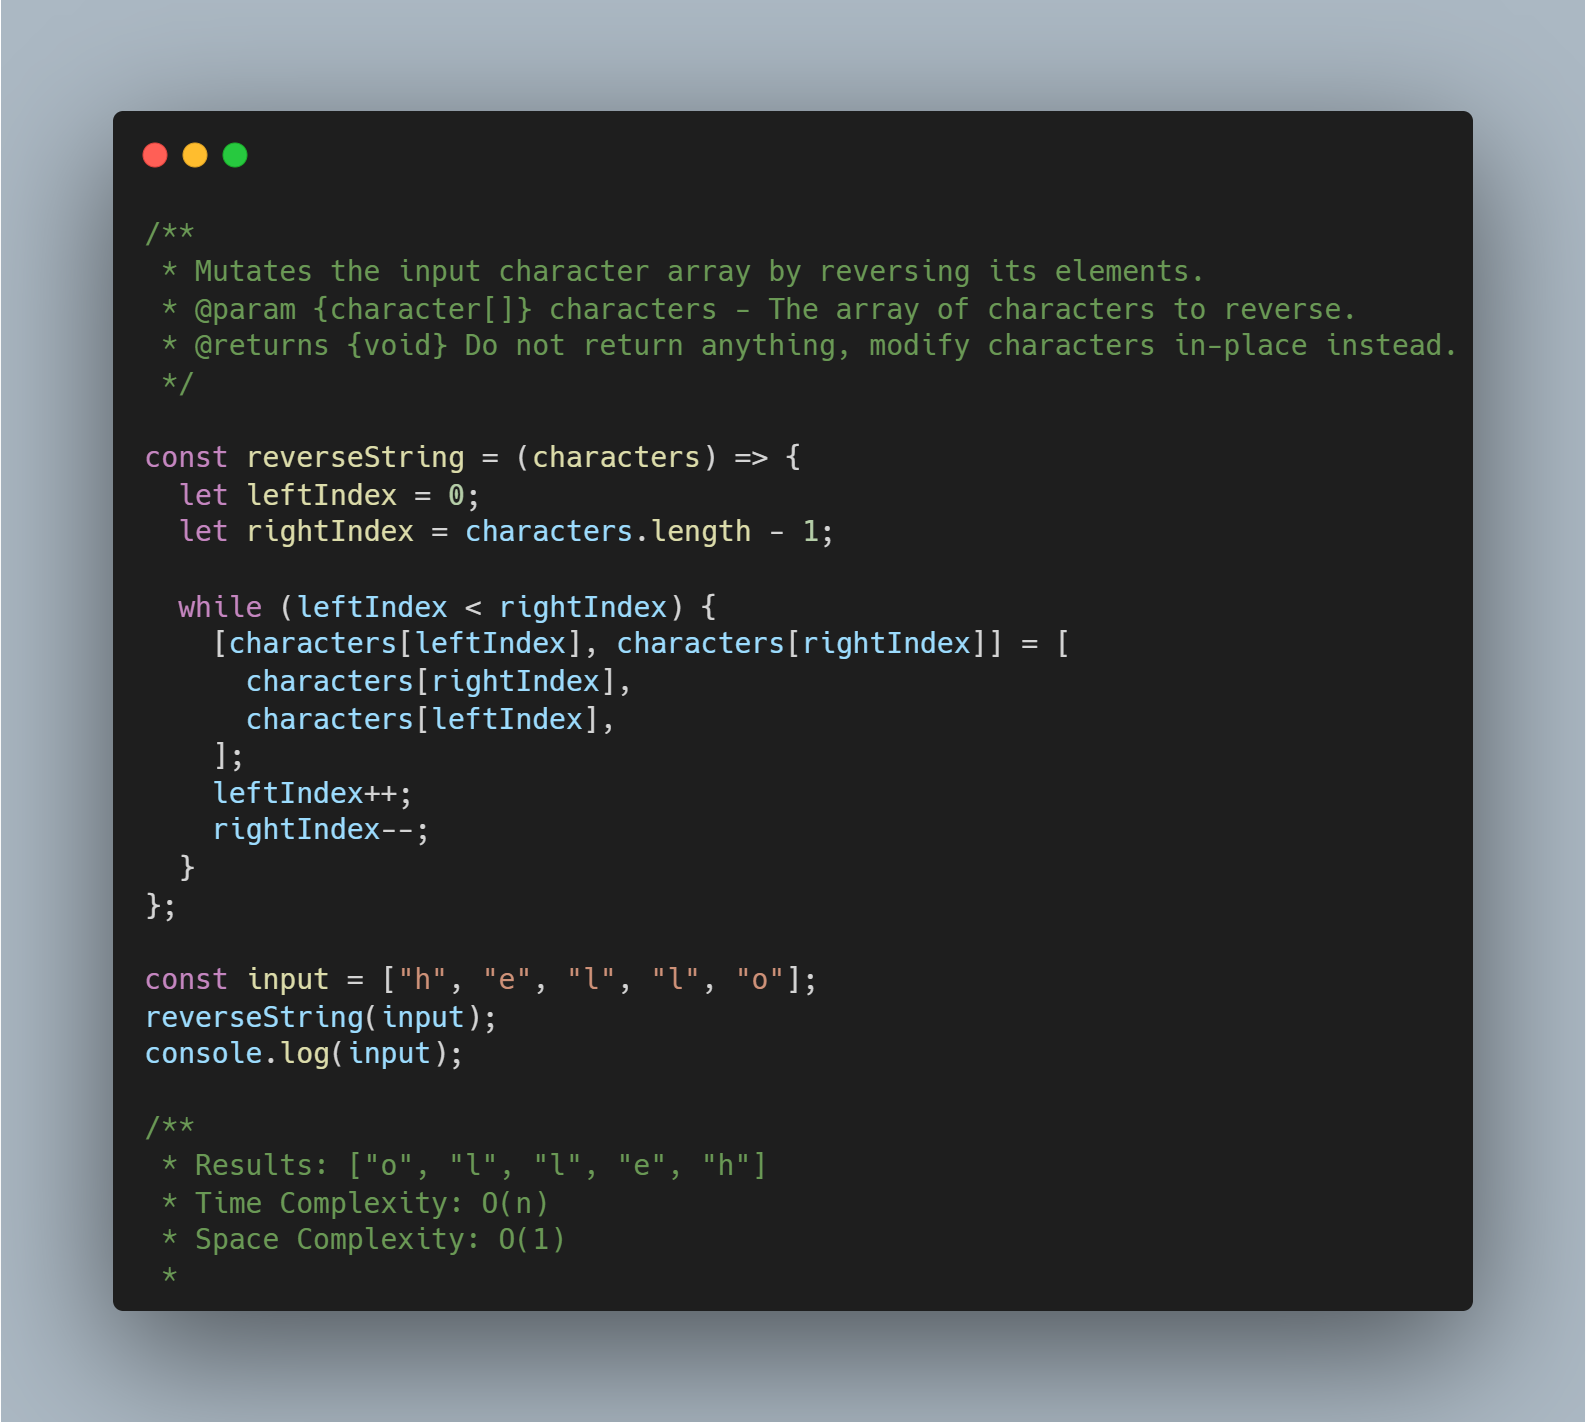 /**
 * Mutates the input character array by reversing its elements.
 * @param {character[]} characters - The array of characters to reverse.
 * @returns {void} Do not return anything, modify characters in-place instead.
 */

const reverseString = (characters) => {
  let leftIndex = 0;
  let rightIndex = characters.length - 1;

  while (leftIndex < rightIndex) {
    [characters[leftIndex], characters[rightIndex]] = [
      characters[rightIndex],
      characters[leftIndex],
    ];
    leftIndex++;
    rightIndex--;
  }
};

const input = ["h", "e", "l", "l", "o"];
reverseString(input);
console.log(input);

/**
 * Results: ["o", "l", "l", "e", "h"]
 * Time Complexity: O(n)
 * Space Complexity: O(1)
 *